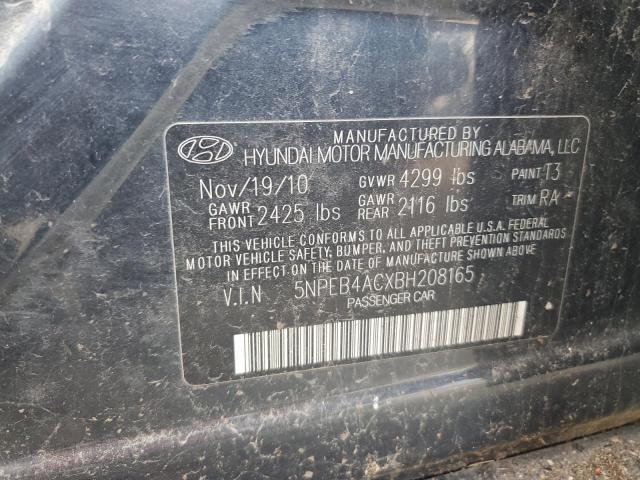 MANUFACTURED BY
HYUNDAI MOTOR MANUFACTURING ALABAMA, LLC
Nov/19/10 GVWR 4299 lbs PAINT T3
GAWR FRONT 2425 lbs GAWR REAR 2116 lbs TRIM RA
THIS VEHICLE CONFORMS TO ALL APPLICABLE U.S.A. FEDERAL
MOTOR VEHICLE SAFETY, BUMPER, AND THEFT PREVENTION STANDARDS
IN EFFECT ON THE DATE OF MANUFACTURE SHOWN ABOVE.
V.I.N 5NPEB4ACXBH208165
PASSENGER CAR